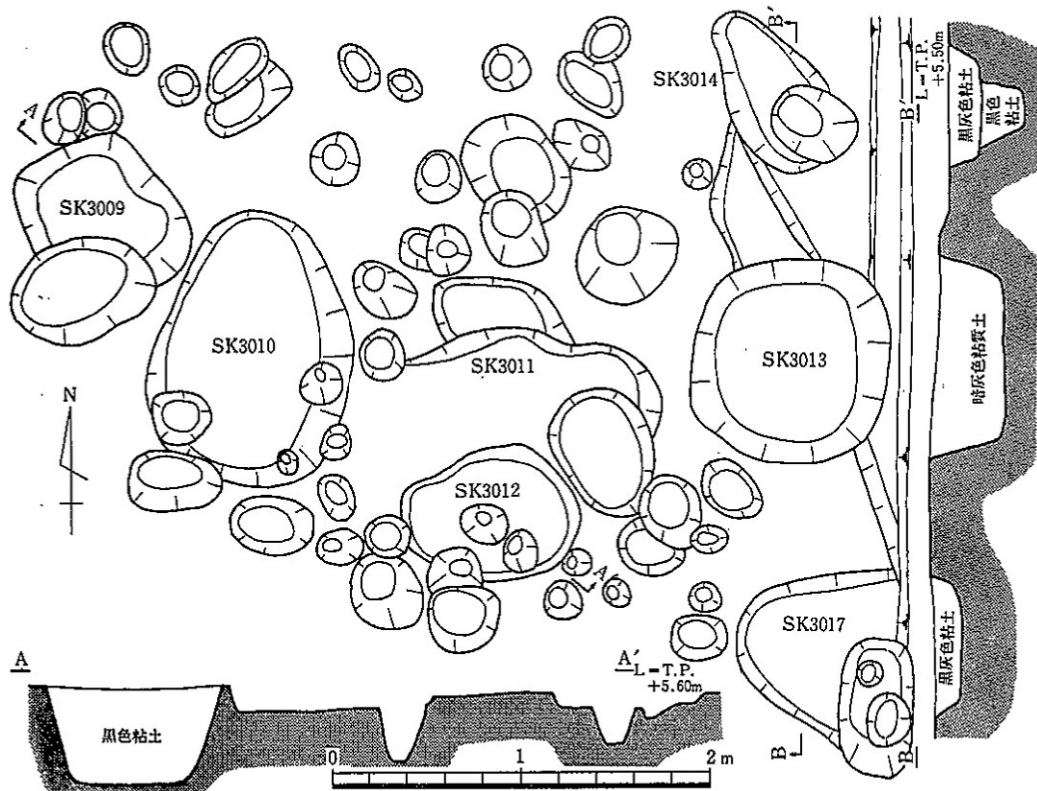 B′
SK3014
L=T.P.
+5.50m
B′
黒灰色粘土
黒色
粘土
A
SK3009
SK3010
SK3011
SK3013
暗灰色粘質土
N
SK3012
A′
SK3017
黒灰色粘土
A
A′
L=T.P.
+5.60m
黒色粘土
0 1 2m
B
B